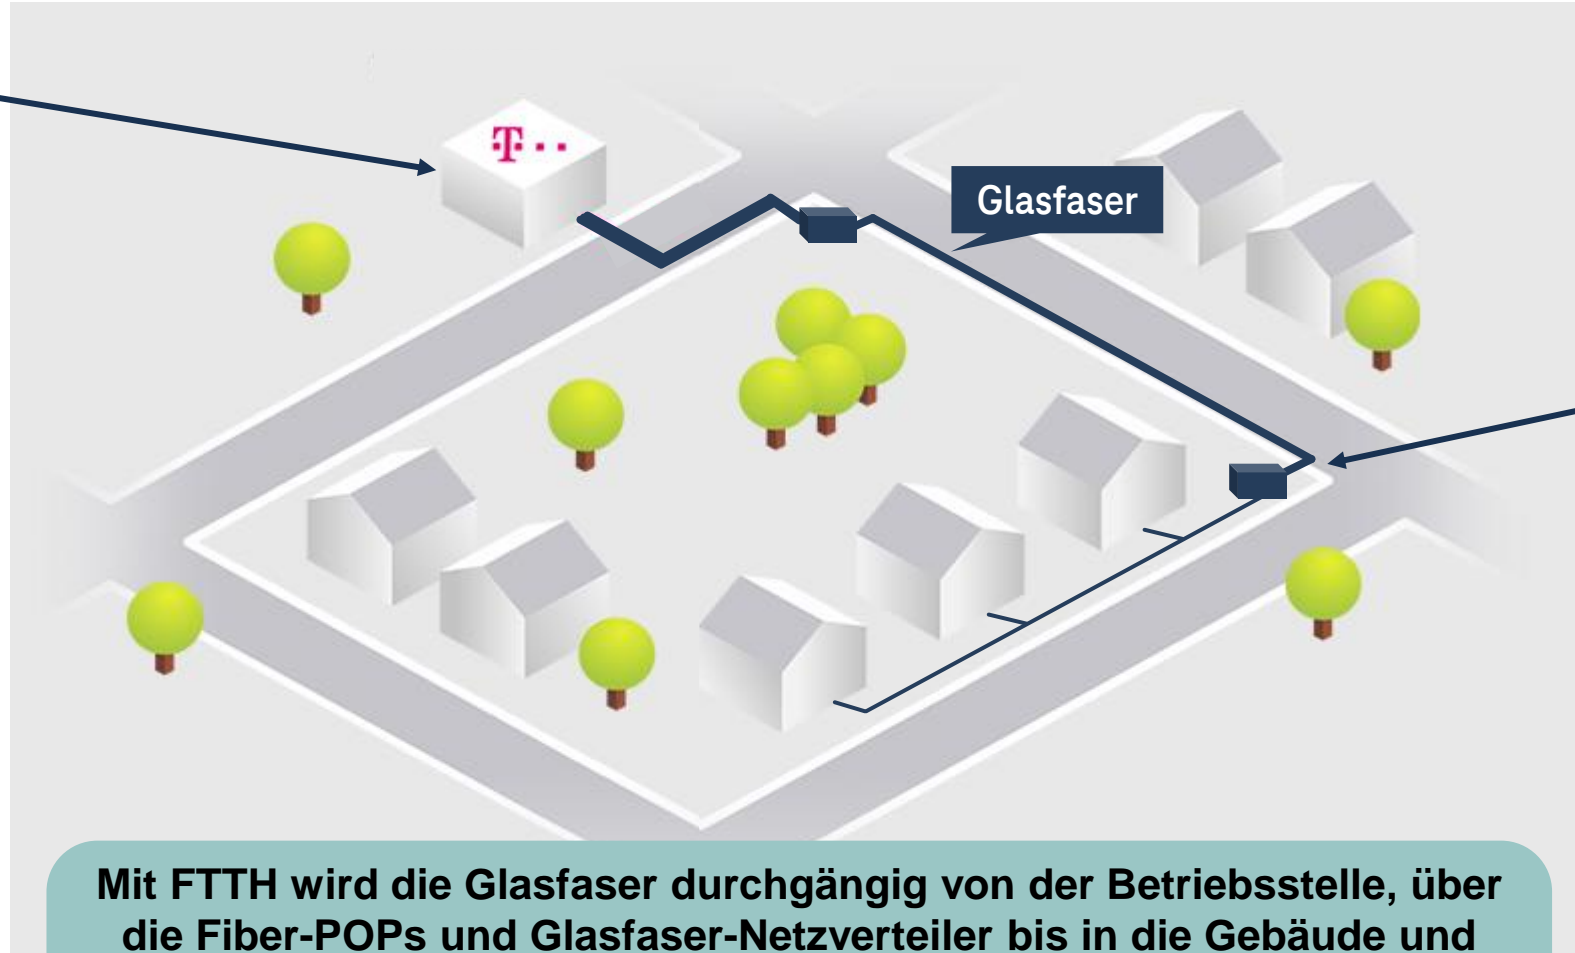 T
Glasfaser
Mit FTTH wird die Glasfaser durchgängig von der Betriebsstelle, über
die Fiber-POPs und Glasfaser-Netzverteiler bis in die Gebäude und